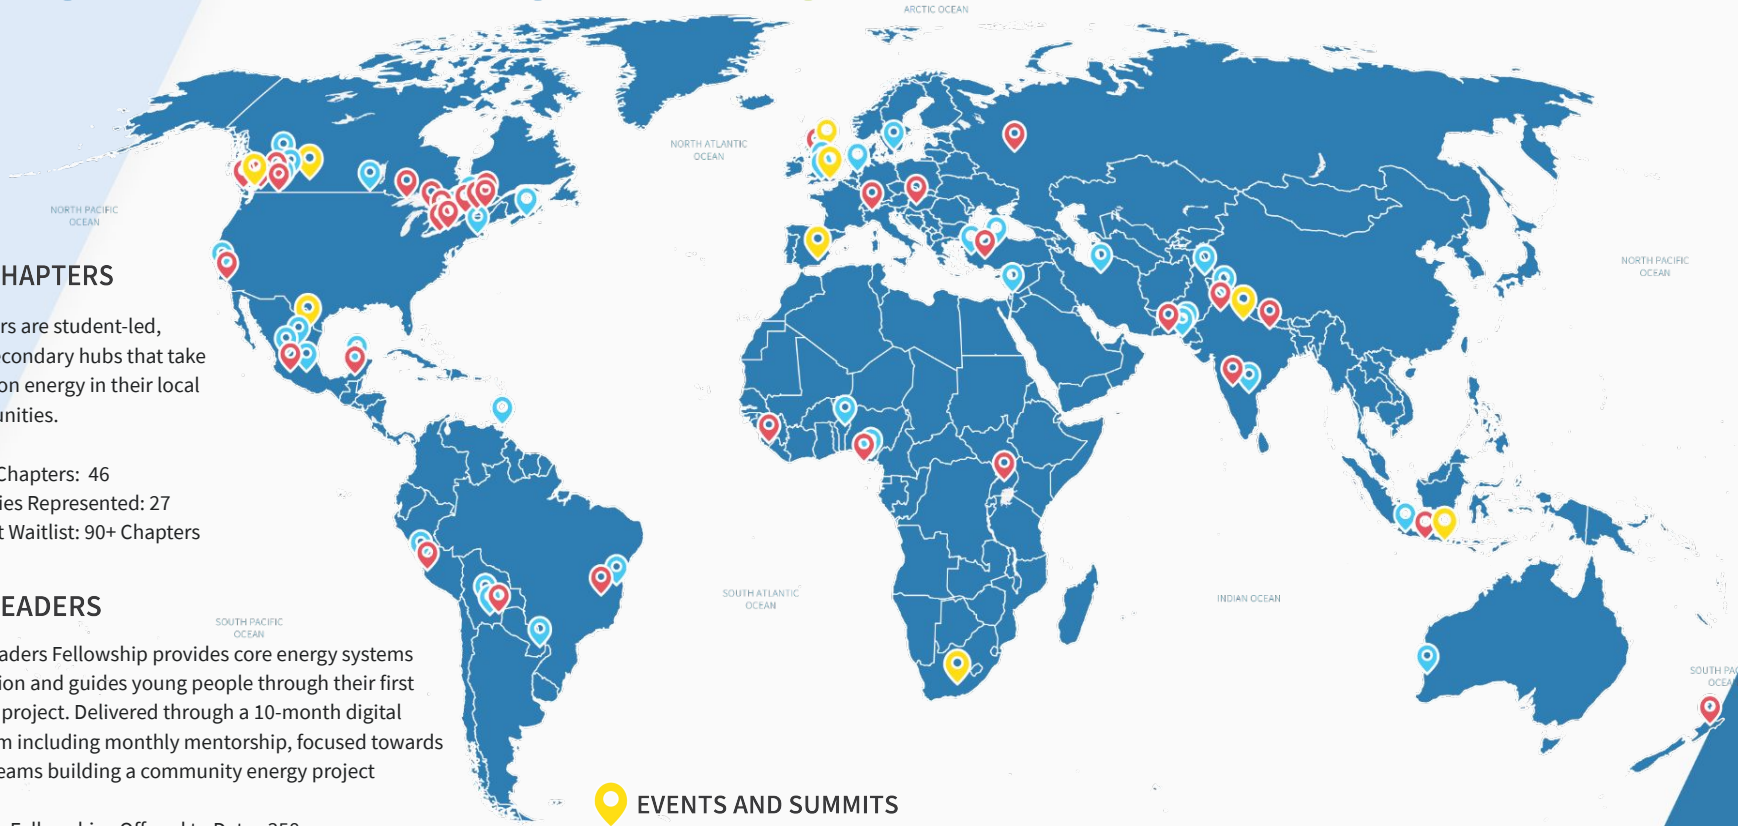 ARCTIC OCEAN
NORTH ATLANTIC
OCEAN
NORTH PACIFIC
OCEAN
NORTH PACIFIC
OCEAN
HAPTERS
rs are student-led,
econdary hubs that take
on energy in their local
unities.
Chapters: 46
ies Represented: 27
t Waitlist: 90+ Chapters
SOUTH ATLANTIC
OCEAN
INDIAN OCEAN
SOUTH PACIFIC
OCEAN
SOUTH PAC
OCEA
EADERS
aders Fellowship provides core energy systems
ion and guides young people through their first
project. Delivered through a 10-month digital
m including monthly mentorship, focused towards
eams building a community energy project
EVENTS AND SUMMITS